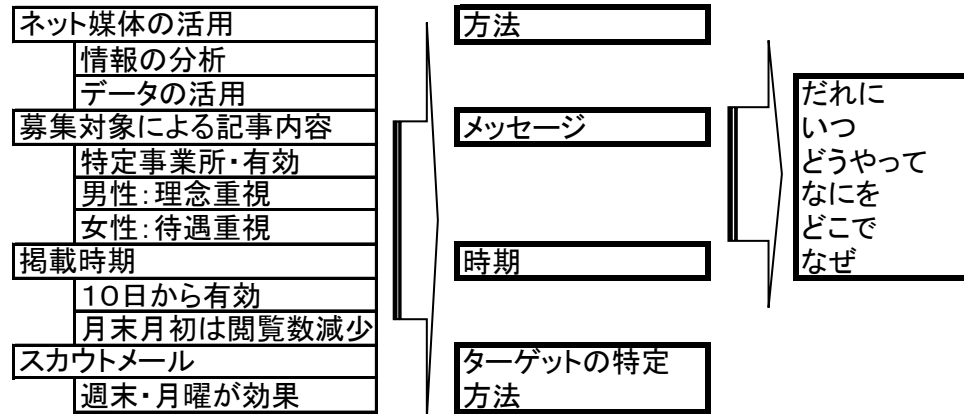 ネット媒体の活用
情報の分析
データの活用
募集対象による記事内容
特定事業所・有効
男性：理念重視
女性：待遇重視
掲載時期
１０日から有効
月末月初は閲覧数減少
スカウトメール
週末・月曜が効果
方法
メッセージ
時期
ターゲットの特定
方法
だれに
いつ
どうやって
なにを
どこで
なぜ